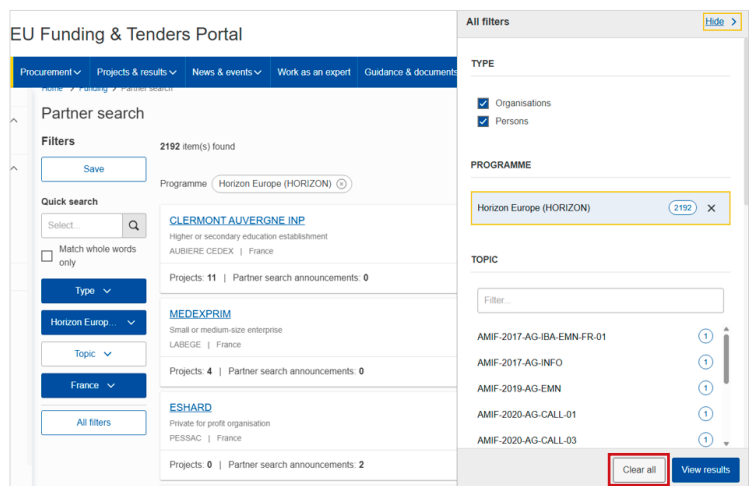 EU Funding & Tenders Portal
Procurement Projects & results News & events Work as an expert Guidance & documents
Home > Funding > Partner search
Partner search
Filters
Save
Quick search
Select...
Match whole words
only
Type
Horizon Europ...
Topic
France
All filters
2192 item(s) found
Programme Horizon Europe (HORIZON)
CLERMONT AUVERGNE INP
Higher or secondary education establishment
AUBIERE CEDEX | France
Projects: 11 | Partner search announcements: 0
MEDEXPRIM
Small or medium-size enterprise
LABEGE | France
Projects: 4 | Partner search announcements: 0
ESHARD
Private for profit organisation
PESSAC | France
Projects: 0 | Partner search announcements: 2
All filters
Hide >
TYPE
Organisations
Persons
PROGRAMME
Horizon Europe (HORIZON) 2192
TOPIC
Filter...
AMIF-2017-AG-IBA-EMN-FR-01 1
AMIF-2017-AG-INFO 1
AMIF-2019-AG-EMN 1
AMIF-2020-AG-CALL-01 1
AMIF-2020-AG-CALL-03 1
Clear all
View results